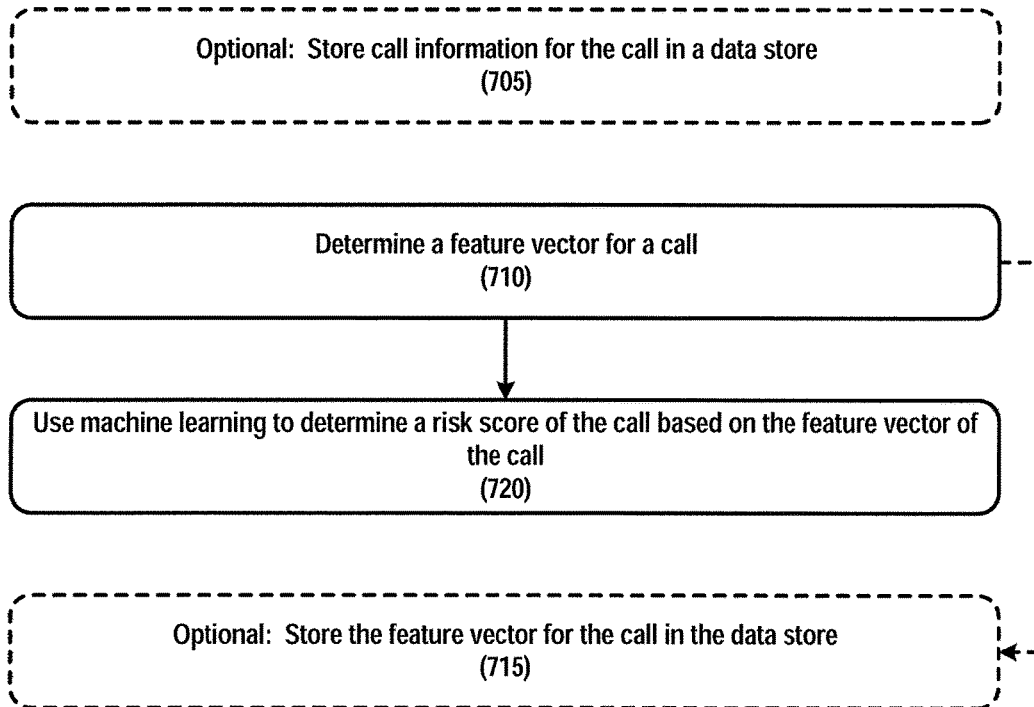 Optional: Store call information for the call in a data store
(705)
Determine a feature vector for a call
(710)
Use machine learning to determine a risk score of the call based on the feature vector of
the call
(720)
Optional: Store the feature vector for the call in the data store
(715)